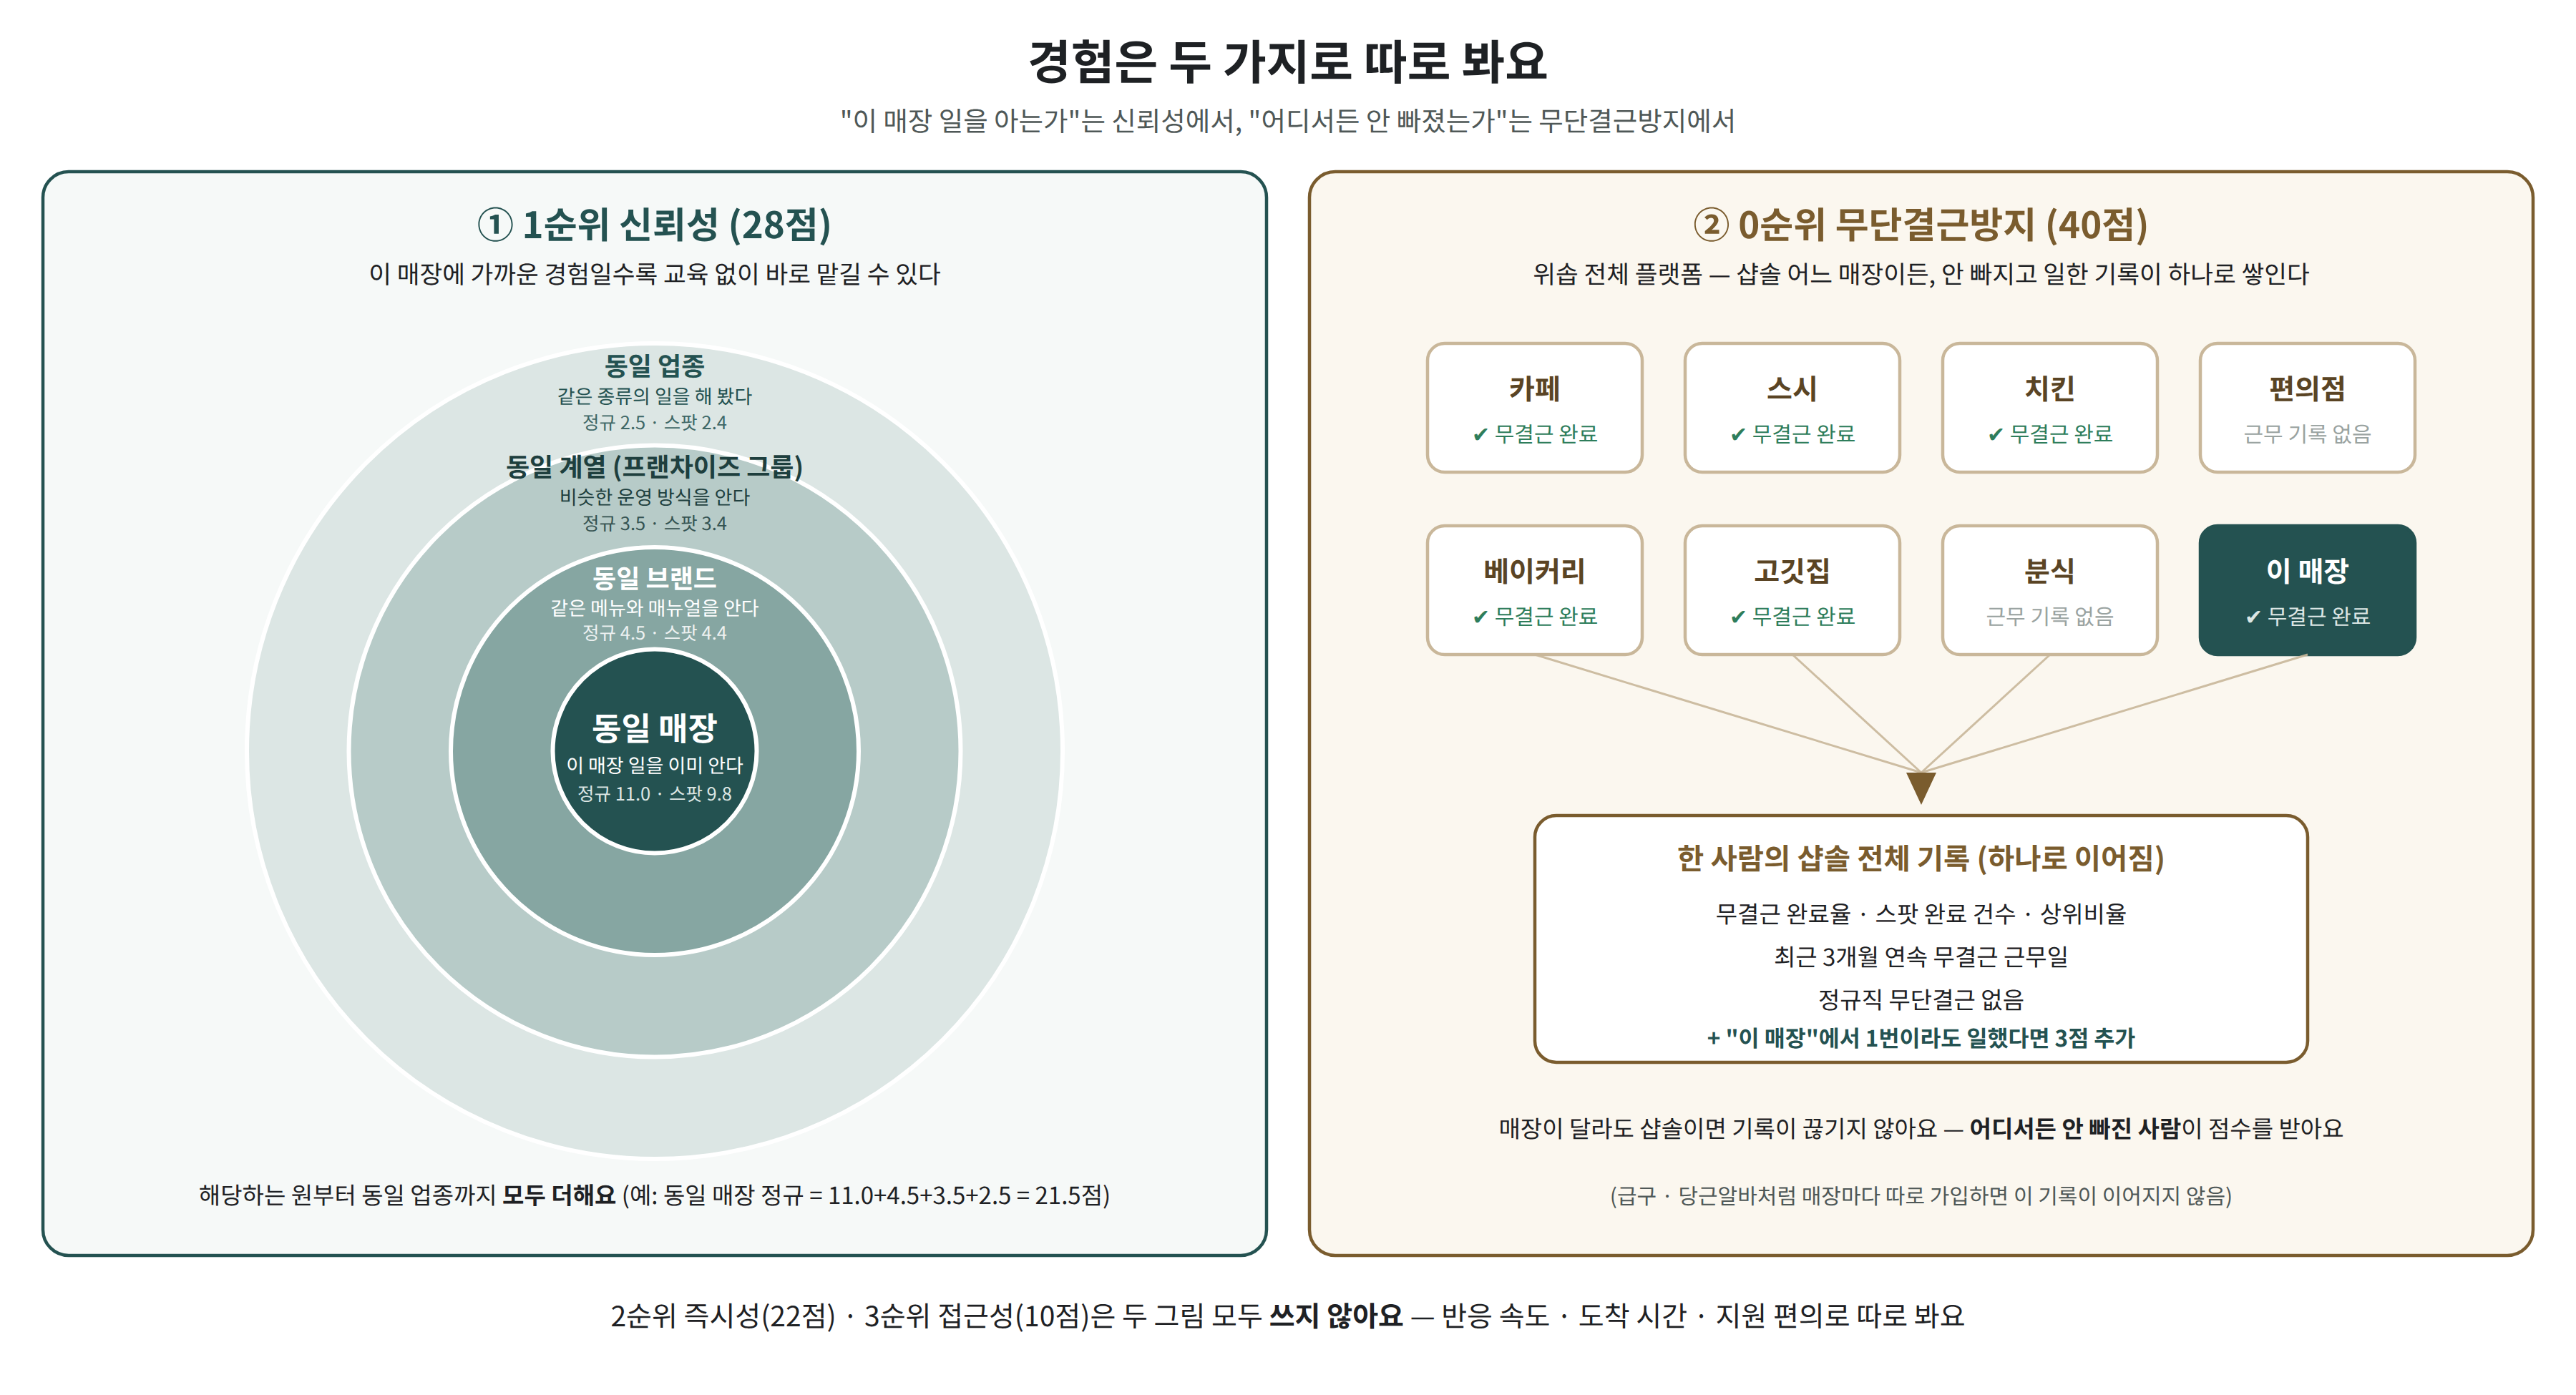 경험은 두 가지로 따로 봐요
"이 매장 일을 아는가"는 신뢰성에서, "어디서든 안 빠졌는가"는 무단결근방지에서
① 1순위 신뢰성 (28점)
이 매장에 가까운 경험일수록 교육 없이 바로 맡길 수 있다
동일 업종
같은 종류의 일을 해 봤다
정규 2.5 · 스팟 2.4
동일 계열 (프랜차이즈 그룹)
비슷한 운영 방식을 안다
정규 3.5 · 스팟 3.4
동일 브랜드
같은 메뉴와 매뉴얼을 안다
정규 4.5 · 스팟 4.4
동일 매장
이 매장 일을 이미 안다
정규 11.0 · 스팟 9.8
해당하는 원부터 동일 업종까지 모두 더해요 (예: 동일 매장 정규 = 11.0+4.5+3.5+2.5 = 21.5점)
② 0순위 무단결근방지 (40점)
위솝 전체 플랫폼 — 샵솔 어느 매장이든, 안 빠지고 일한 기록이 하나로 쌓인다
카페
✔ 무결근 완료
스시
✔ 무결근 완료
치킨
✔ 무결근 완료
편의점
근무 기록 없음
베이커리
✔ 무결근 완료
고깃집
✔ 무결근 완료
분식
근무 기록 없음
이 매장
✔ 무결근 완료
한 사람의 샵솔 전체 기록 (하나로 이어짐)
무결근 완료율 · 스팟 완료 건수 · 상위비율
최근 3개월 연속 무결근 근무일
정규직 무단결근 없음
+ "이 매장"에서 1번이라도 일했다면 3점 추가
매장이 달라도 샵솔이면 기록이 끊기지 않아요 — 어디서든 안 빠진 사람이 점수를 받아요
(급구 · 당근알바처럼 매장마다 따로 가입하면 이 기록이 이어지지 않음)
2순위 즉시성(22점) · 3순위 접근성(10점)은 두 그림 모두 쓰지 않아요 — 반응 속도 · 도착 시간 · 지원 편의로 따로 봐요